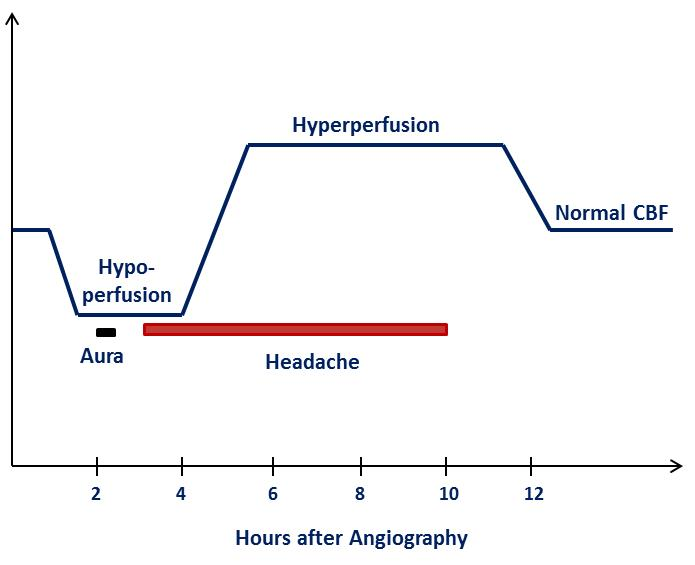 Hyperperfusion
Normal CBF
Hypo-
perfusion
Aura
Headache
2 4 6 8 10 12
Hours after Angiography